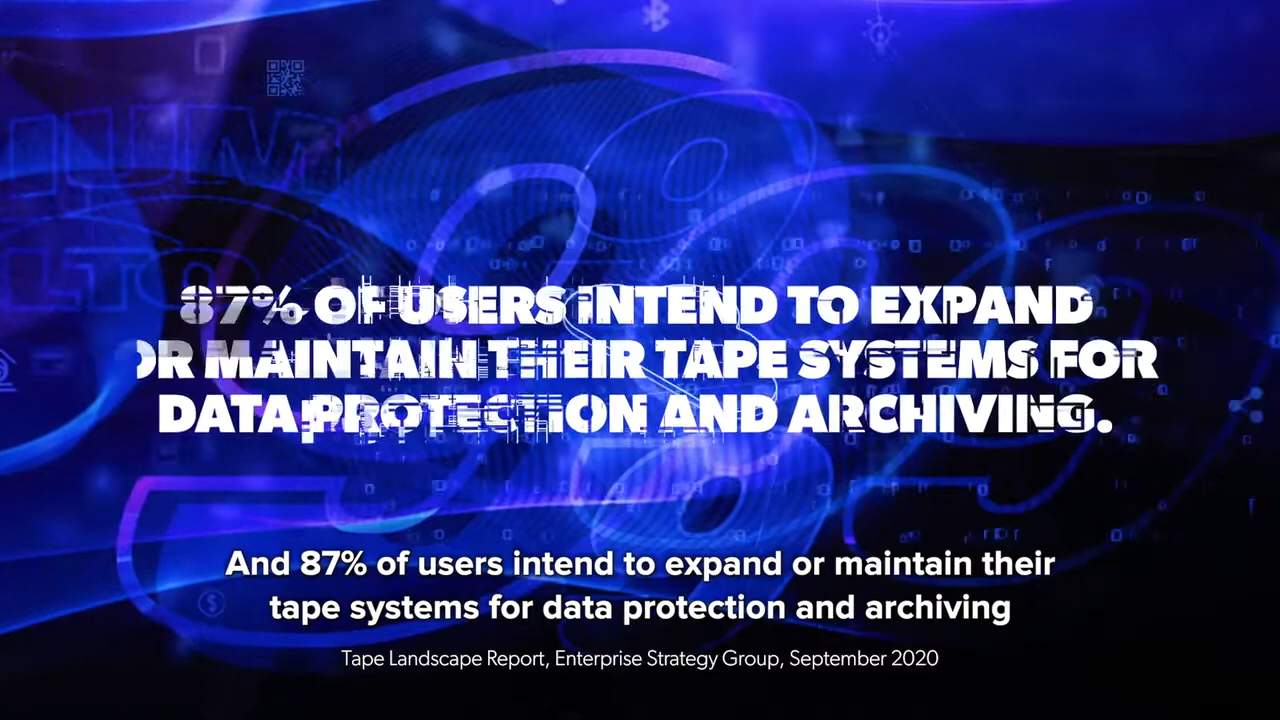 IUM
LTO
87% OF USERS INTEND TO EXPAND
OR MAINTAIN THEIR TAPE SYSTEMS FOR
DATA PROTECTION AND ARCHIVING.
And 87% of users intend to expand or maintain their
tape systems for data protection and archiving
Tape Landscape Report, Enterprise Strategy Group, September 2020